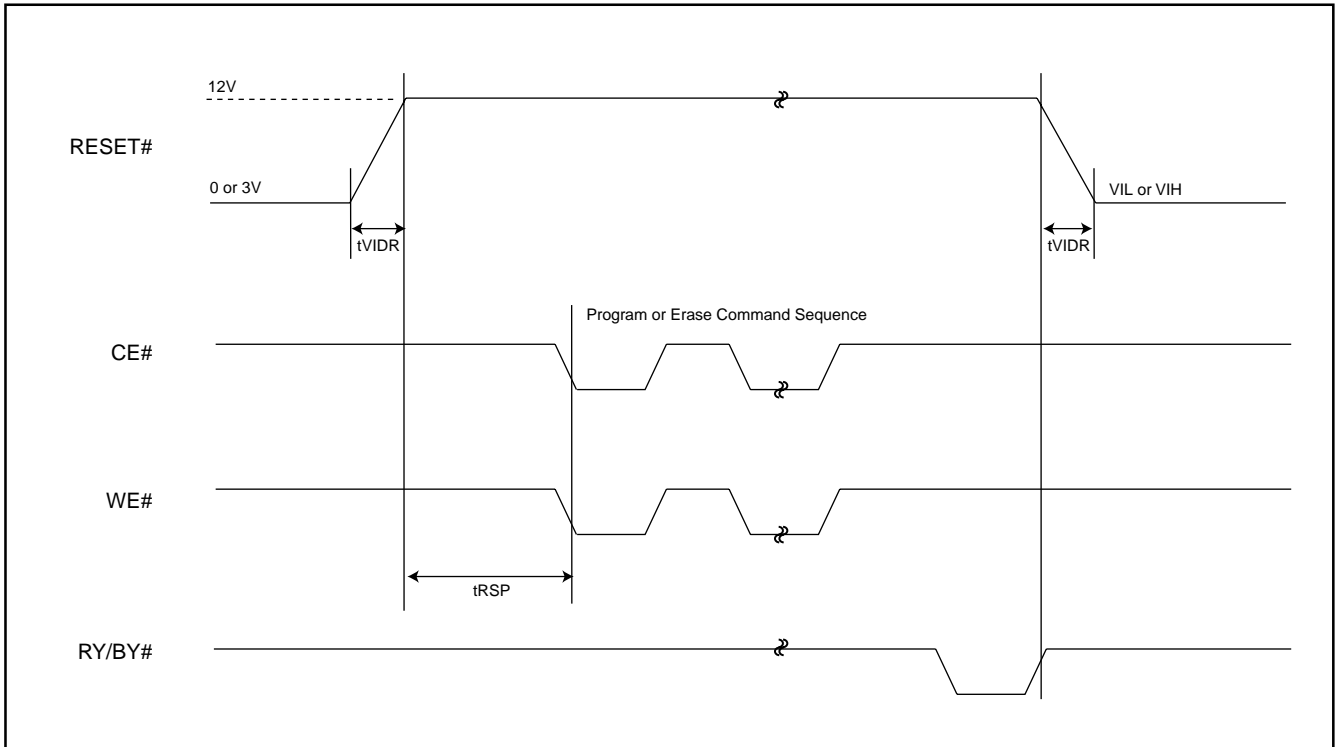 12V
RESET#
0 or 3V
VIL or VIH
tVIDR
tVIDR
Program or Erase Command Sequence
CE#
WE#
tRSP
RY/BY#